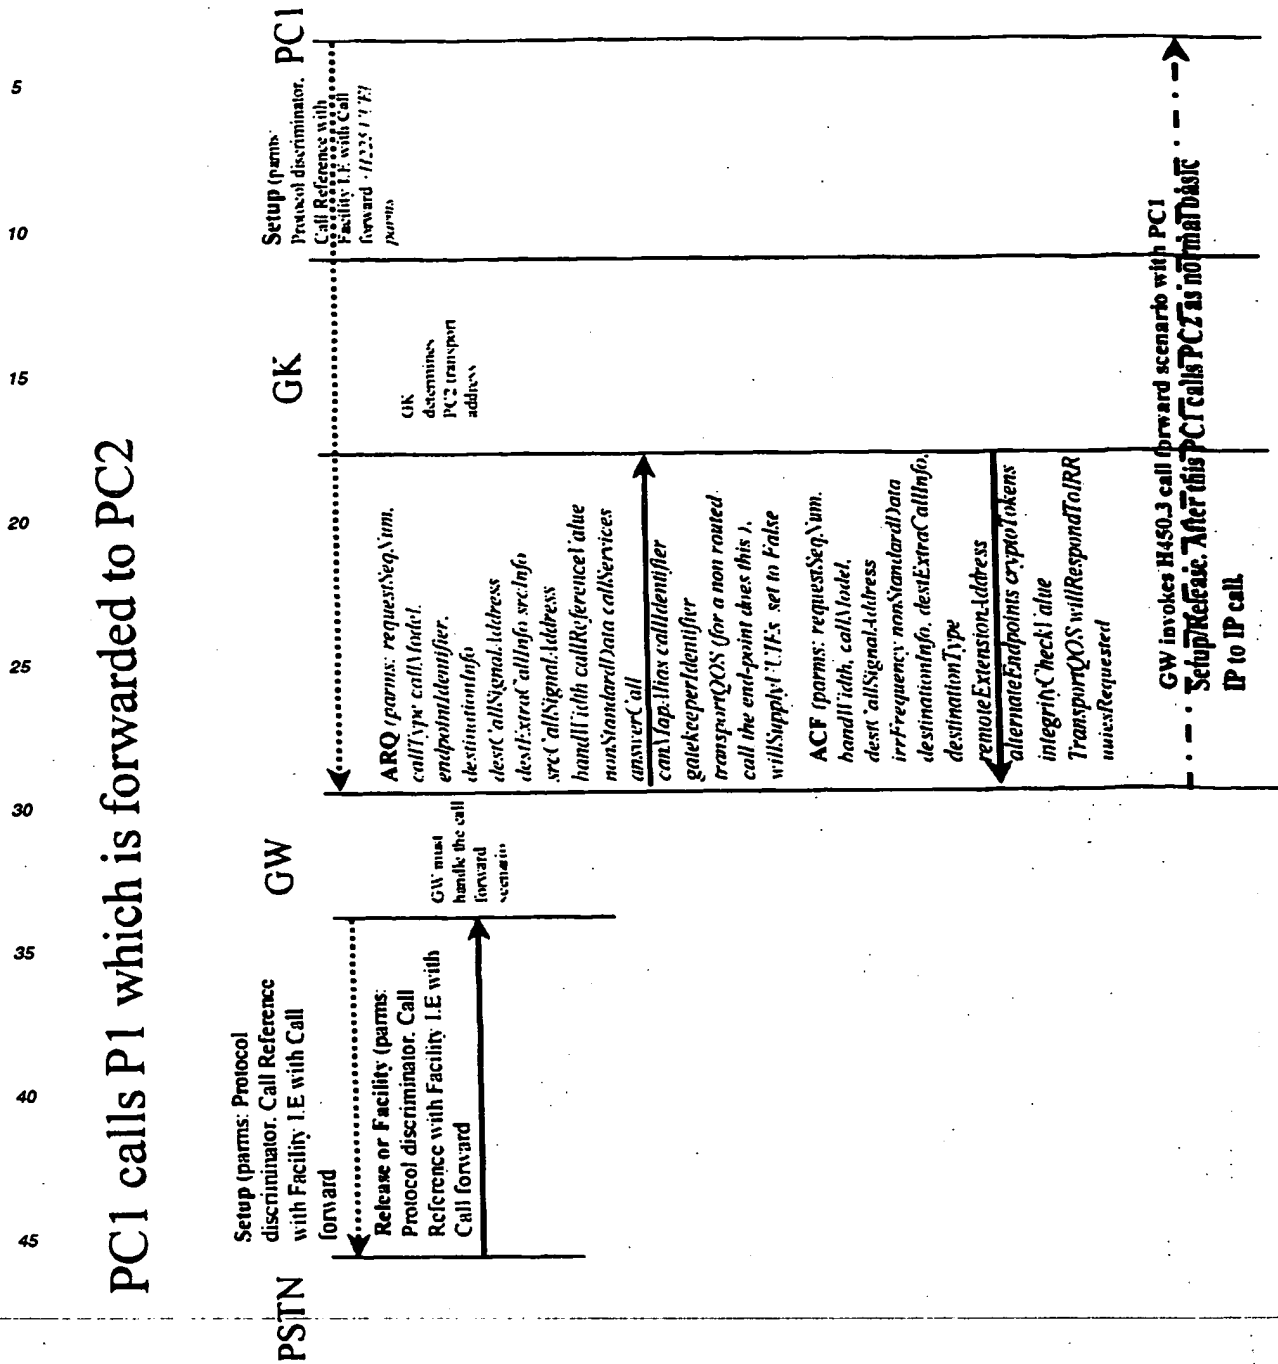 PC1 calls P1 which is forwarded to PC2
PSTN
GW
GK
PC1
Setup (parms: Protocol
discriminator. Call Reference
with Facility I.E with Call
forward
Release or Facility (parms:
Protocol discriminator. Call
Reference with Facility I.E with
Call forward
GW must
handle the call
forward
scenario
ARQ (parms: requestSeqNum.
callType callModel.
endpointIdentifier.
destinationInfo
destCallSignalAddress
destExtraCallInfo srcInfo
srcCallSignalAddress
bandWidth callReferenceValue
nonStandardData callServices
answerCall
canMapAlias callIdentifier
gatekeeperIdentifier
transportQOS (for a non routed
call the end-point does this ).
willSupplyUUIEs set to False
ACF (parms: requestSeqNum.
bandWidth, callModel.
destCallSignalAddress
irrFrequency nonStandardData
destinationInfo, destExtraCallInfo.
destinationType
remoteExtensionAddress
alternateEndpoints cryptoTokens
integrityCheckValue
TransportQOS willRespondToIRR
uuiesRequested
GK
determines
PC2 transport
address
Setup (parms:
Protocol discriminator.
Call Reference with
Facility I.E with Call
forward + H225 UUEI
parms
GW invokes H450.3 call forward scenario with PC1
Setup/Release. After this PC1 calls PC2 as normal basic
IP to IP call.
5
10
15
20
25
30
35
40
45